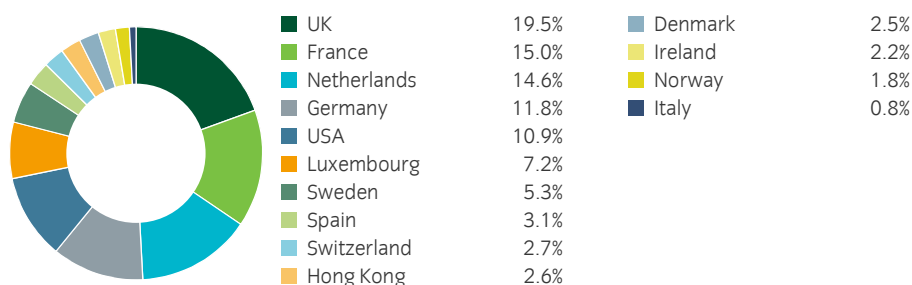 UK 19.5%
France 15.0%
Netherlands 14.6%
Germany 11.8%
USA 10.9%
Luxembourg 7.2%
Sweden 5.3%
Spain 3.1%
Switzerland 2.7%
Hong Kong 2.6%
Denmark 2.5%
Ireland 2.2%
Norway 1.8%
Italy 0.8%